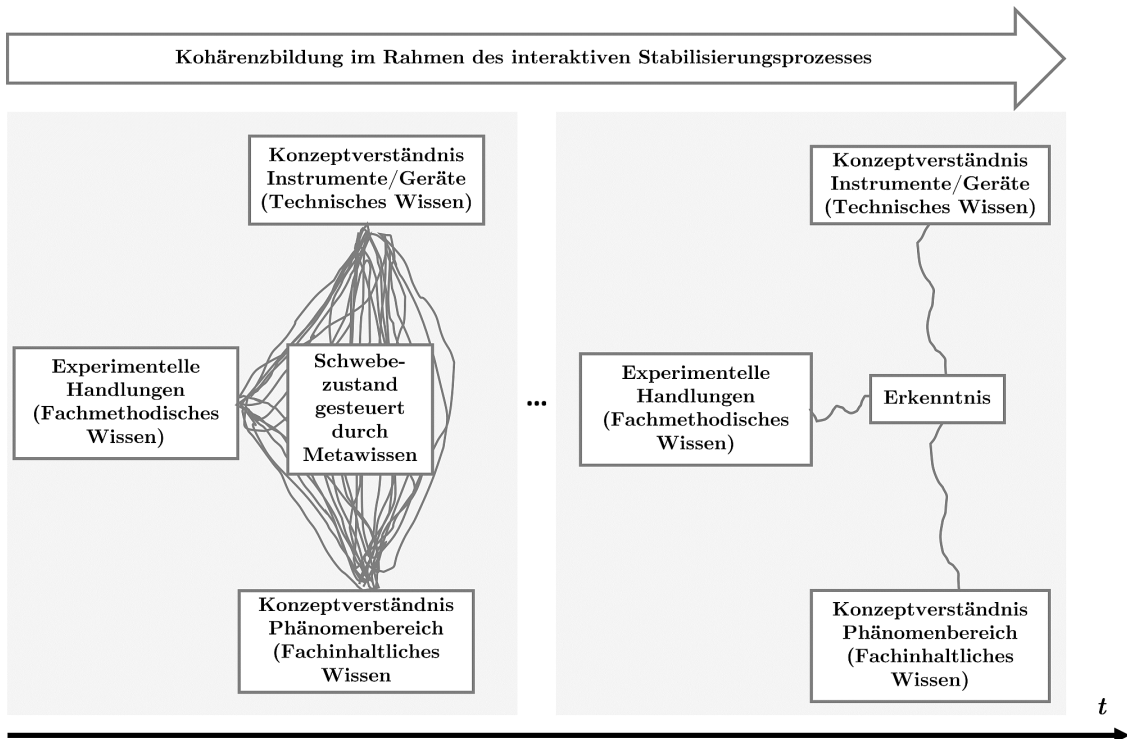 Kohärenzbildung im Rahmen des interaktiven Stabilisierungsprozesses
Konzeptverständnis
Instrumente/Geräte
(Technisches Wissen)
Experimentelle
Handlungen
(Fachmethodisches
Wissen)
Schwebe-
zustand
gesteuert
durch
Metawissen
Konzeptverständnis
Phänomenbereich
(Fachinhaltliches
Wissen
...
Konzeptverständnis
Instrumente/Geräte
(Technisches Wissen)
Experimentelle
Handlungen
(Fachmethodisches
Wissen)
Erkenntnis
Konzeptverständnis
Phänomenbereich
(Fachinhaltliches
Wissen)
t